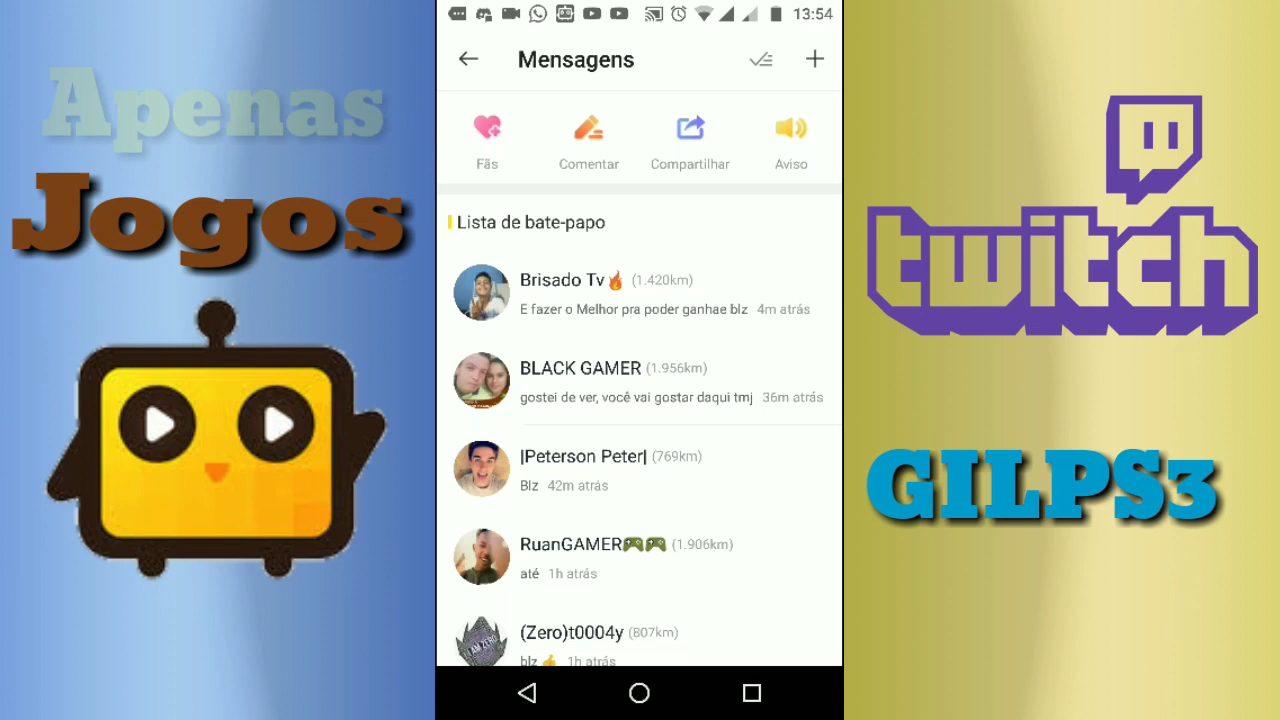 Apenas
Jogos
13:54
Mensagens
Fãs
Comentar
Compartilhar
Aviso
Lista de bate-papo
Brisado Tv🔥 (1.420km)
E fazer o Melhor pra poder ganhae blz 4m atrás
BLACK GAMER (1.956km)
gostei de ver, você vai gostar daqui tmj 36m atrás
|Peterson Peter| (769km)
Blz 42m atrás
RuanGAMER🎮🎮 (1.906km)
até 1h atrás
(Zero)t0004y (807km)
blz 👍 1h atrás
twitch
GILPS3